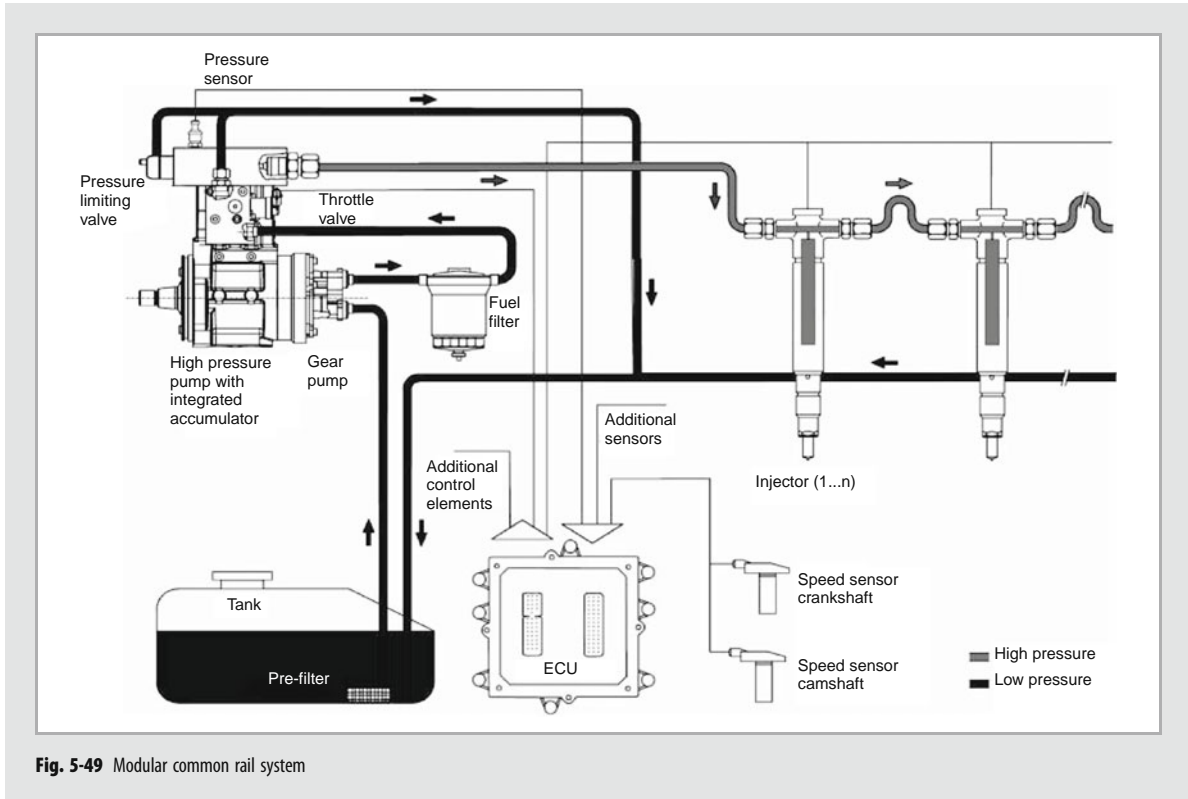 Pressure
sensor
Pressure
limiting
valve
Throttle
valve
Fuel
filter
High pressure
pump with
integrated
accumulator
Gear
pump
Additional
sensors
Additional
control
elements
Injector (1...n)
Tank
Pre-filter
ECU
Speed sensor
crankshaft
Speed sensor
camshaft
High pressure
Low pressure
Fig. 5-49 Modular common rail system